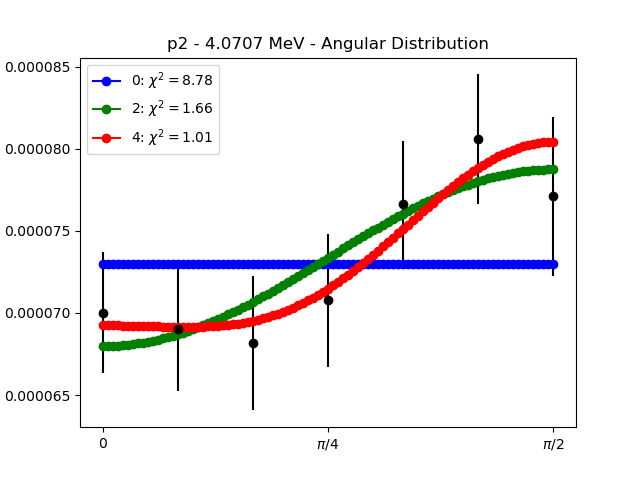 p2 - 4.0707 MeV - Angular Distribution
0.000085
0.000080
0.000075
0.000070
0.000065
0: χ² = 8.78
2: χ² = 1.66
4: χ² = 1.01
0
π/4
π/2